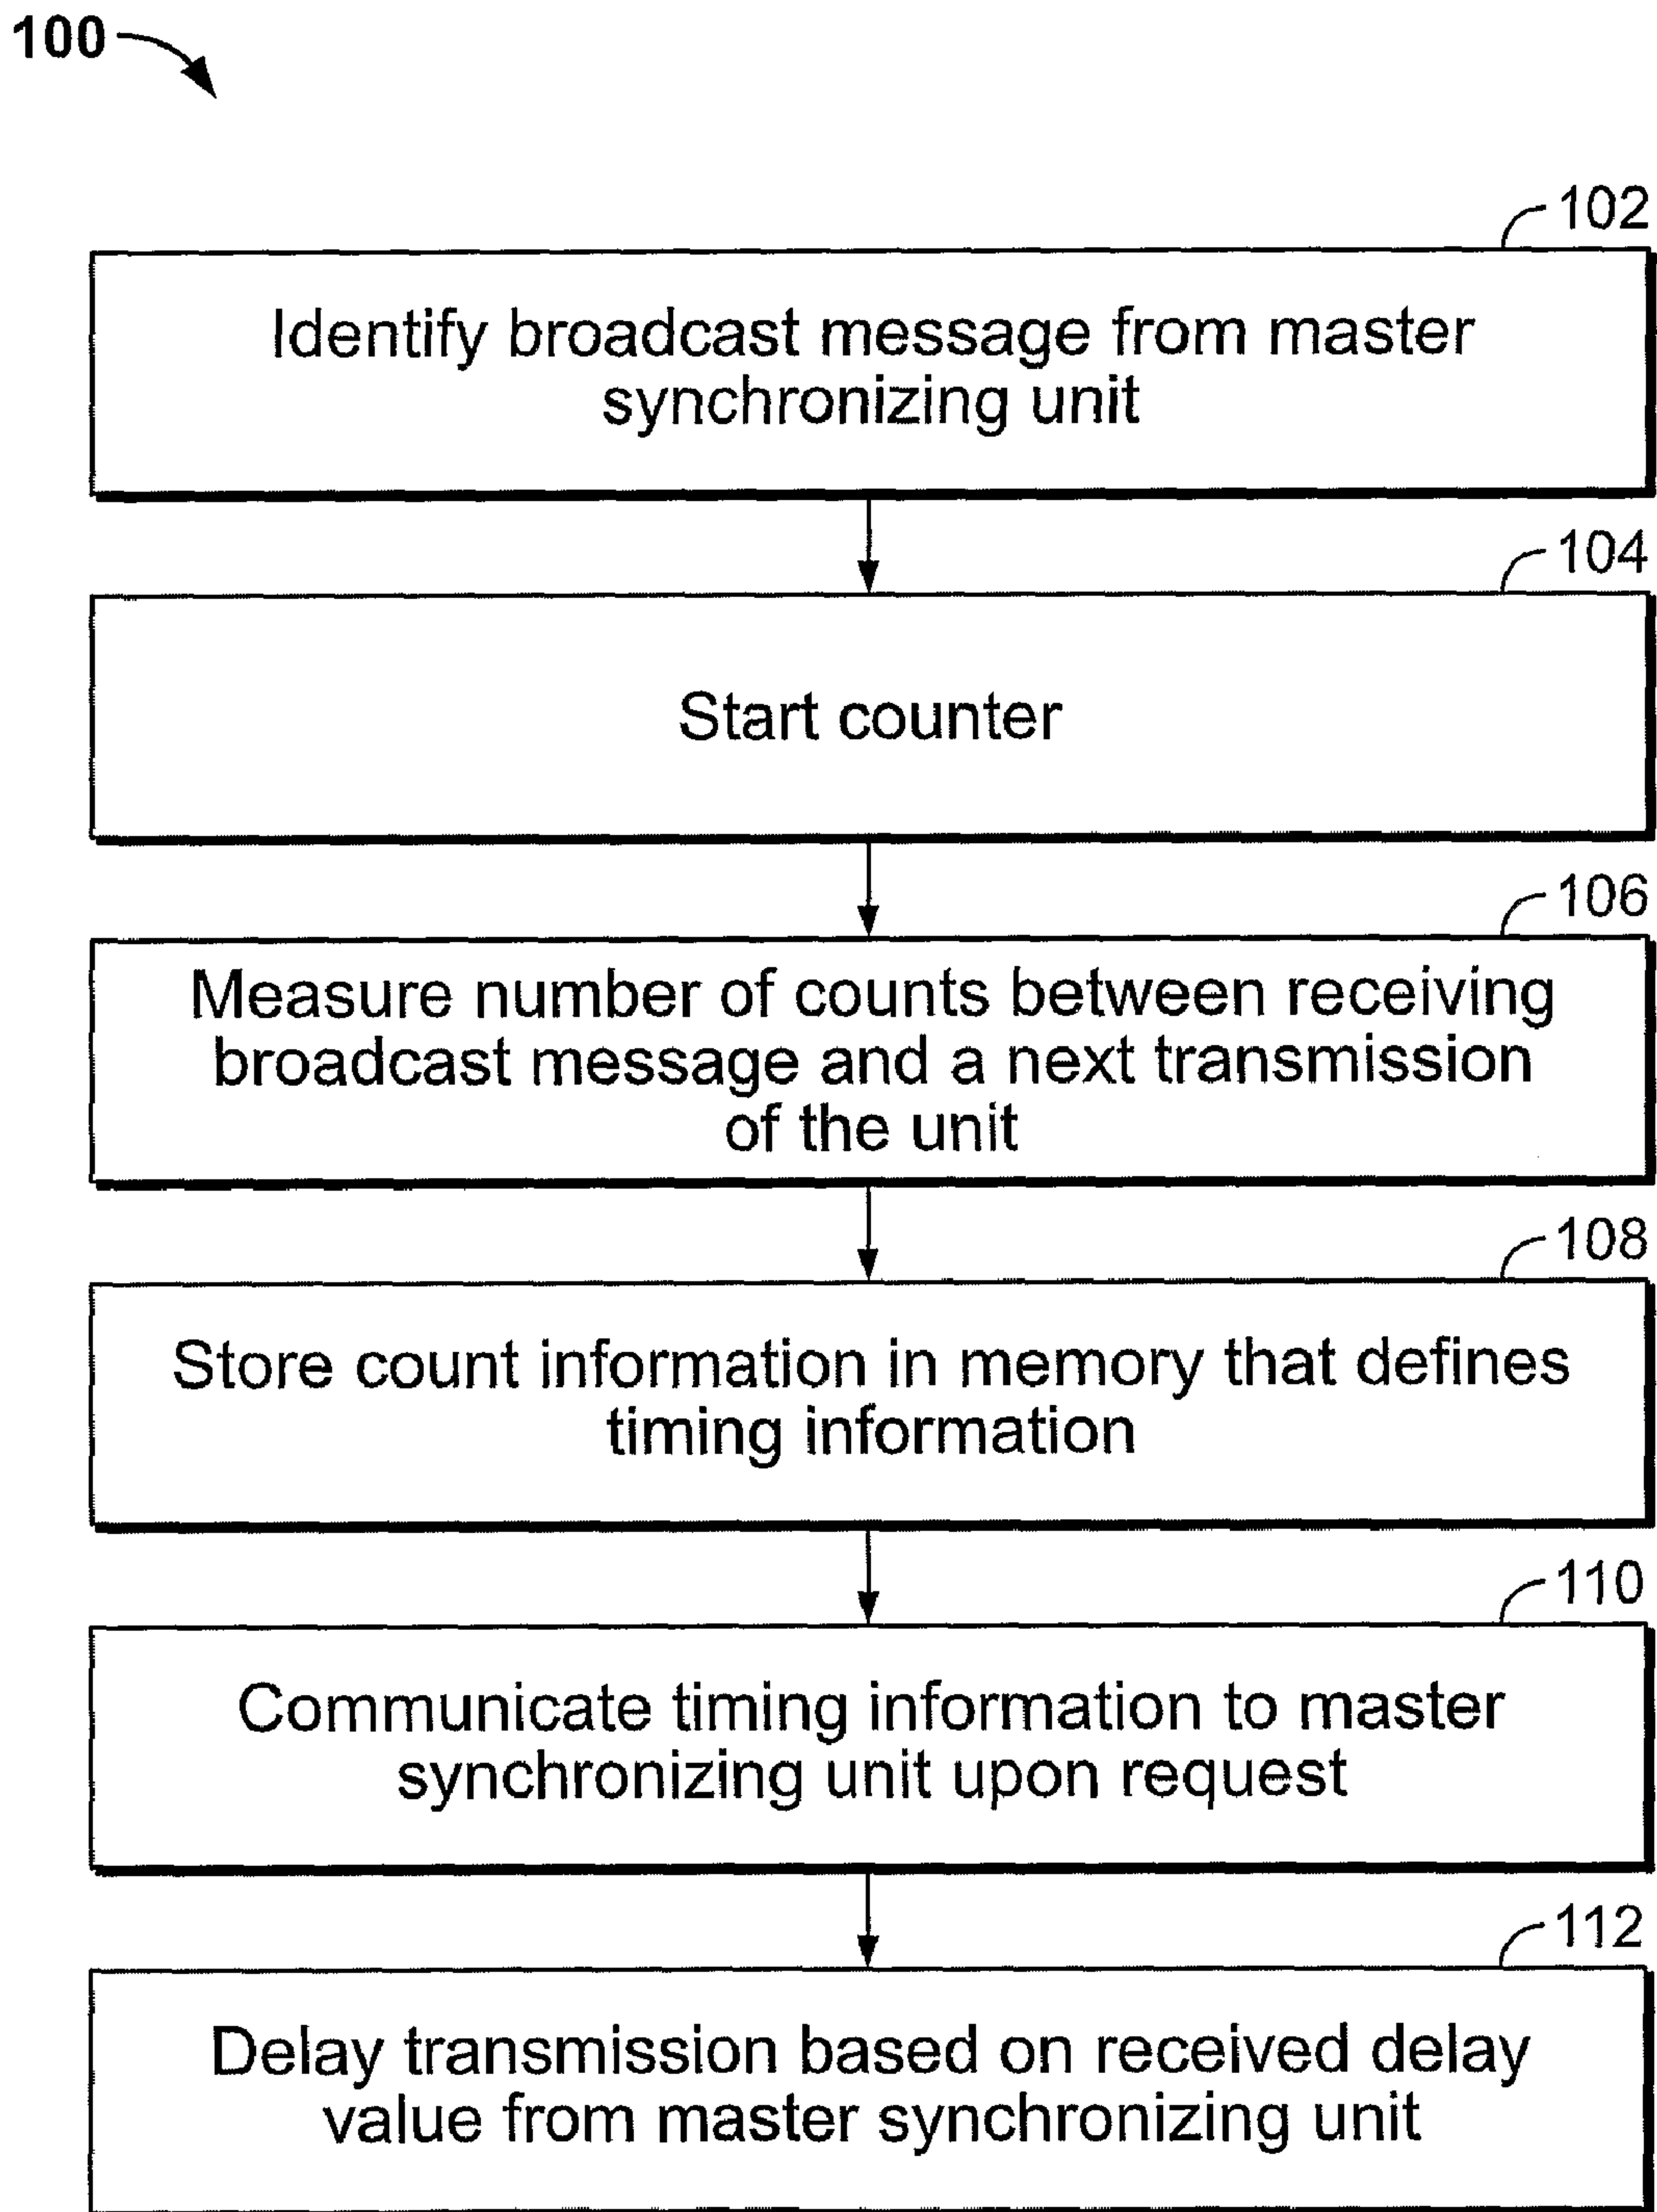 100
102
Identify broadcast message from master
synchronizing unit
104
Start counter
106
Measure number of counts between receiving
broadcast message and a next transmission
of the unit
108
Store count information in memory that defines
timing information
110
Communicate timing information to master
synchronizing unit upon request
112
Delay transmission based on received delay
value from master synchronizing unit